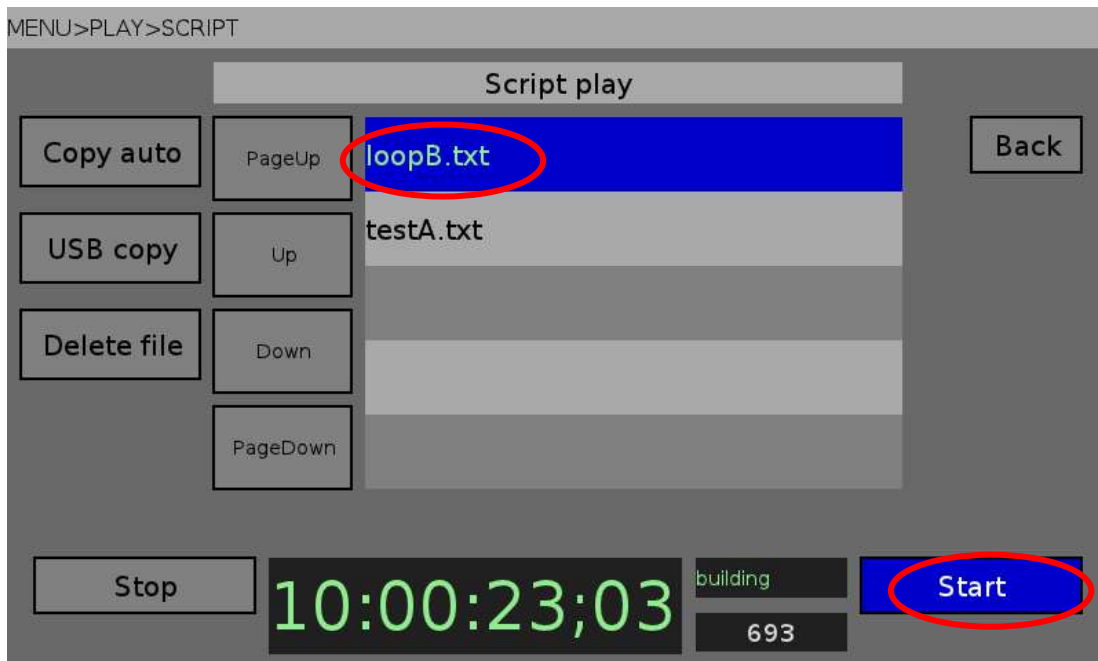 MENU>PLAY>SCRIPT
Script play
Copy auto
PageUp
loopB.txt
Back
USB copy
Up
testA.txt
Delete file
Down
PageDown
Stop
10:00:23;03
building
693
Start